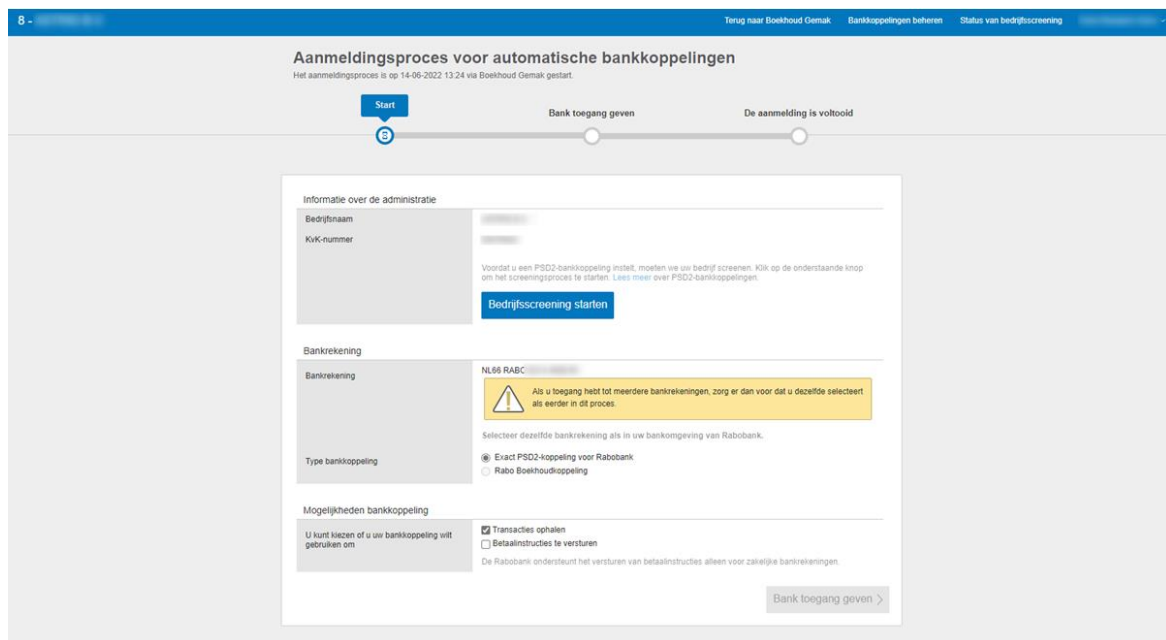 8 -
Terug naar Boekhoud Gemak Bankkoppelingen beheren Status van bedrijfsscreening
Aanmeldingsproces voor automatische bankkoppelingen
Het aanmeldingsproces is op 14-06-2022 13:24 via Boekhoud Gemak gestart.
Start
Bank toegang geven
De aanmelding is voltooid
Informatie over de administratie
Bedrijfsnaam
KvK-nummer
Voordat u een PSD2-bankkoppeling instelt, moeten we uw bedrijf screenen. Klik op de onderstaande knop
om het screeningsproces te starten. Lees meer over PSD2-bankkoppelingen.
Bedrijfsscreening starten
Bankrekening
Bankrekening
NL66 RABO
Als u toegang hebt tot meerdere bankrekeningen, zorg er dan voor dat u dezelfde selecteert
als eerder in dit proces.
Selecteer dezelfde bankrekening als in uw bankomgeving van Rabobank.
Type bankkoppeling
Exact PSD2-koppeling voor Rabobank
Rabo Boekhoudkoppeling
Mogelijkheden bankkoppeling
U kunt kiezen of u uw bankkoppeling wilt
gebruiken om
Transacties ophalen
Betaalinstructies te versturen
De Rabobank ondersteunt het versturen van betaalinstructies alleen voor zakelijke bankrekeningen.
Bank toegang geven >